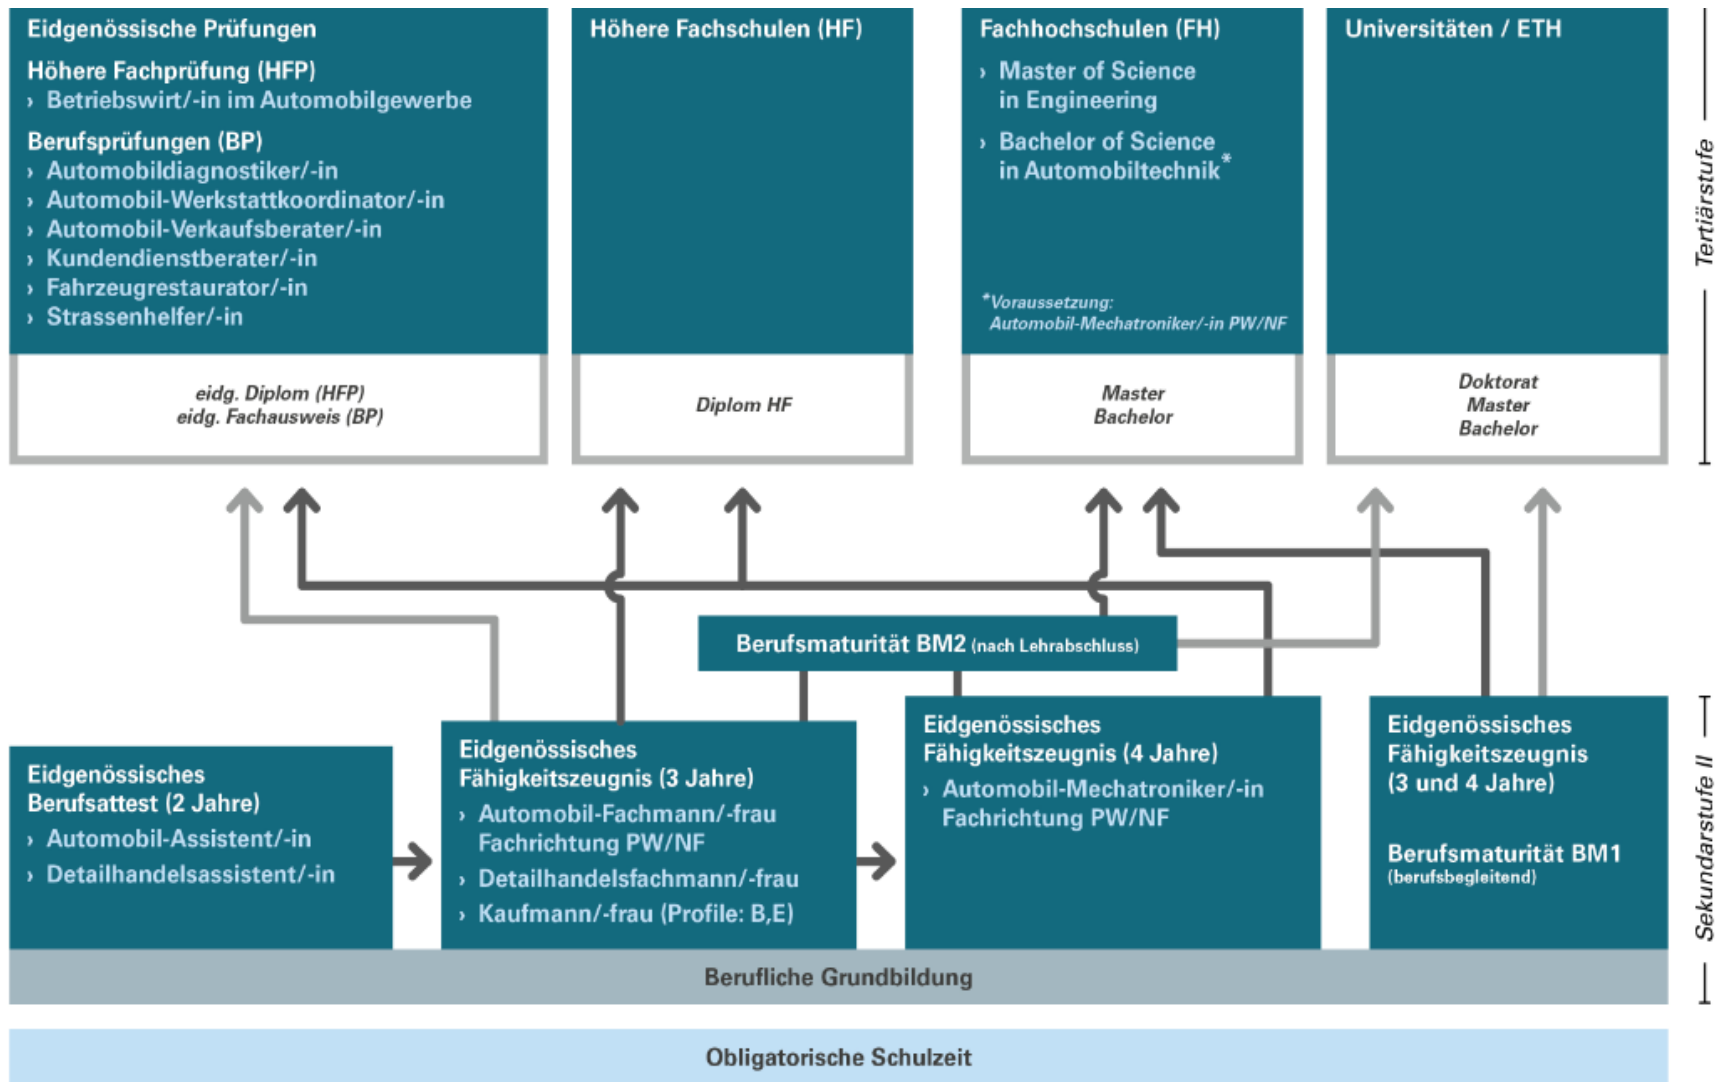 Eidgenössische Prüfungen
Höhere Fachprüfung (HFP)
› Betriebswirt/-in im Automobilgewerbe
Berufsprüfungen (BP)
› Automobildiagnostiker/-in
› Automobil-Werkstattkoordinator/-in
› Automobil-Verkaufsberater/-in
› Kundendienstberater/-in
› Fahrzeugrestaurator/-in
› Strassenhelfer/-in
eidg. Diplom (HFP)
eidg. Fachausweis (BP)
Höhere Fachschulen (HF)
Diplom HF
Fachhochschulen (FH)
› Master of Science
in Engineering
› Bachelor of Science
in Automobiltechnik*
*Voraussetzung:
Automobil-Mechatroniker/-in PW/NF
Master
Bachelor
Universitäten / ETH
Doktorat
Master
Bachelor
Tertiärstufe
Berufsmaturität BM2 (nach Lehrabschluss)
Eidgenössisches
Berufsattest (2 Jahre)
› Automobil-Assistent/-in
› Detailhandelsassistent/-in
Eidgenössisches
Fähigkeitszeugnis (3 Jahre)
› Automobil-Fachmann/-frau
Fachrichtung PW/NF
› Detailhandelsfachmann/-frau
› Kaufmann/-frau (Profile: B,E)
Eidgenössisches
Fähigkeitszeugnis (4 Jahre)
› Automobil-Mechatroniker/-in
Fachrichtung PW/NF
Eidgenössisches
Fähigkeitszeugnis
(3 und 4 Jahre)
Berufsmaturität BM1
(berufsbegleitend)
Sekundarstufe II
Berufliche Grundbildung
Obligatorische Schulzeit